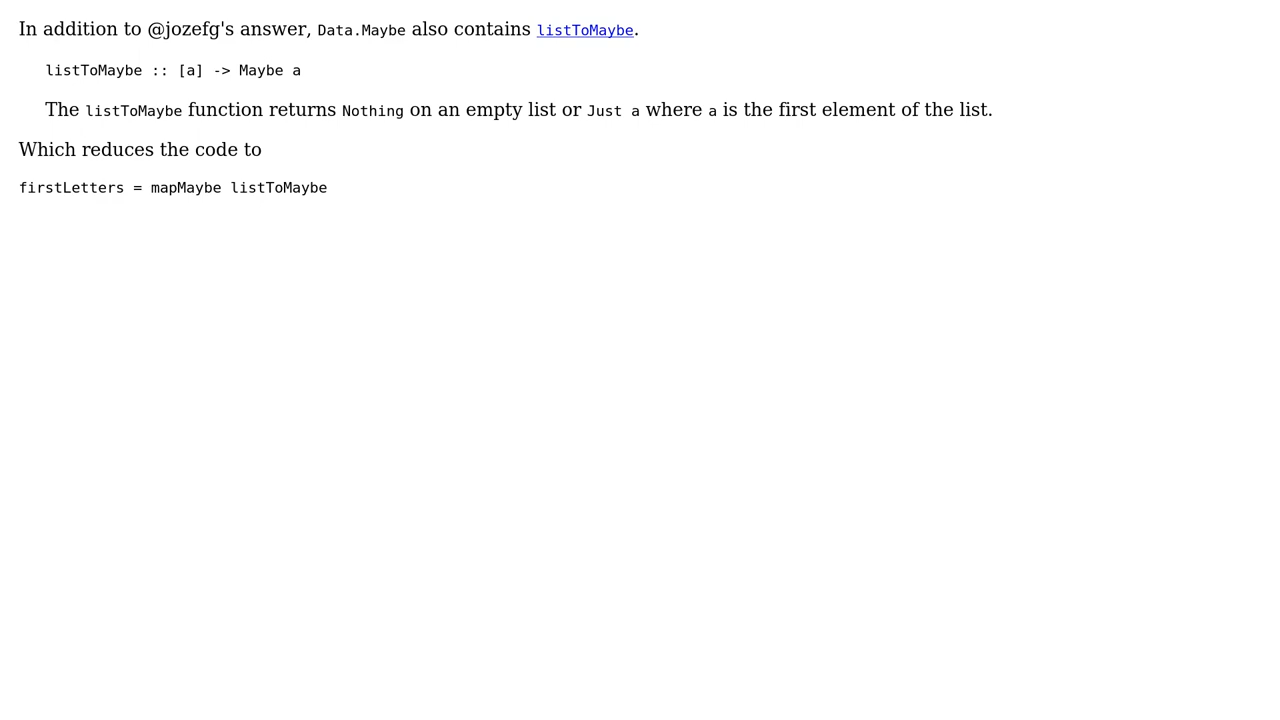 In addition to @jozefg's answer, Data.Maybe also contains listToMaybe.
listToMaybe :: [a] -> Maybe a
The listToMaybe function returns Nothing on an empty list or Just a where a is the first element of the list.
Which reduces the code to
firstLetters = mapMaybe listToMaybe